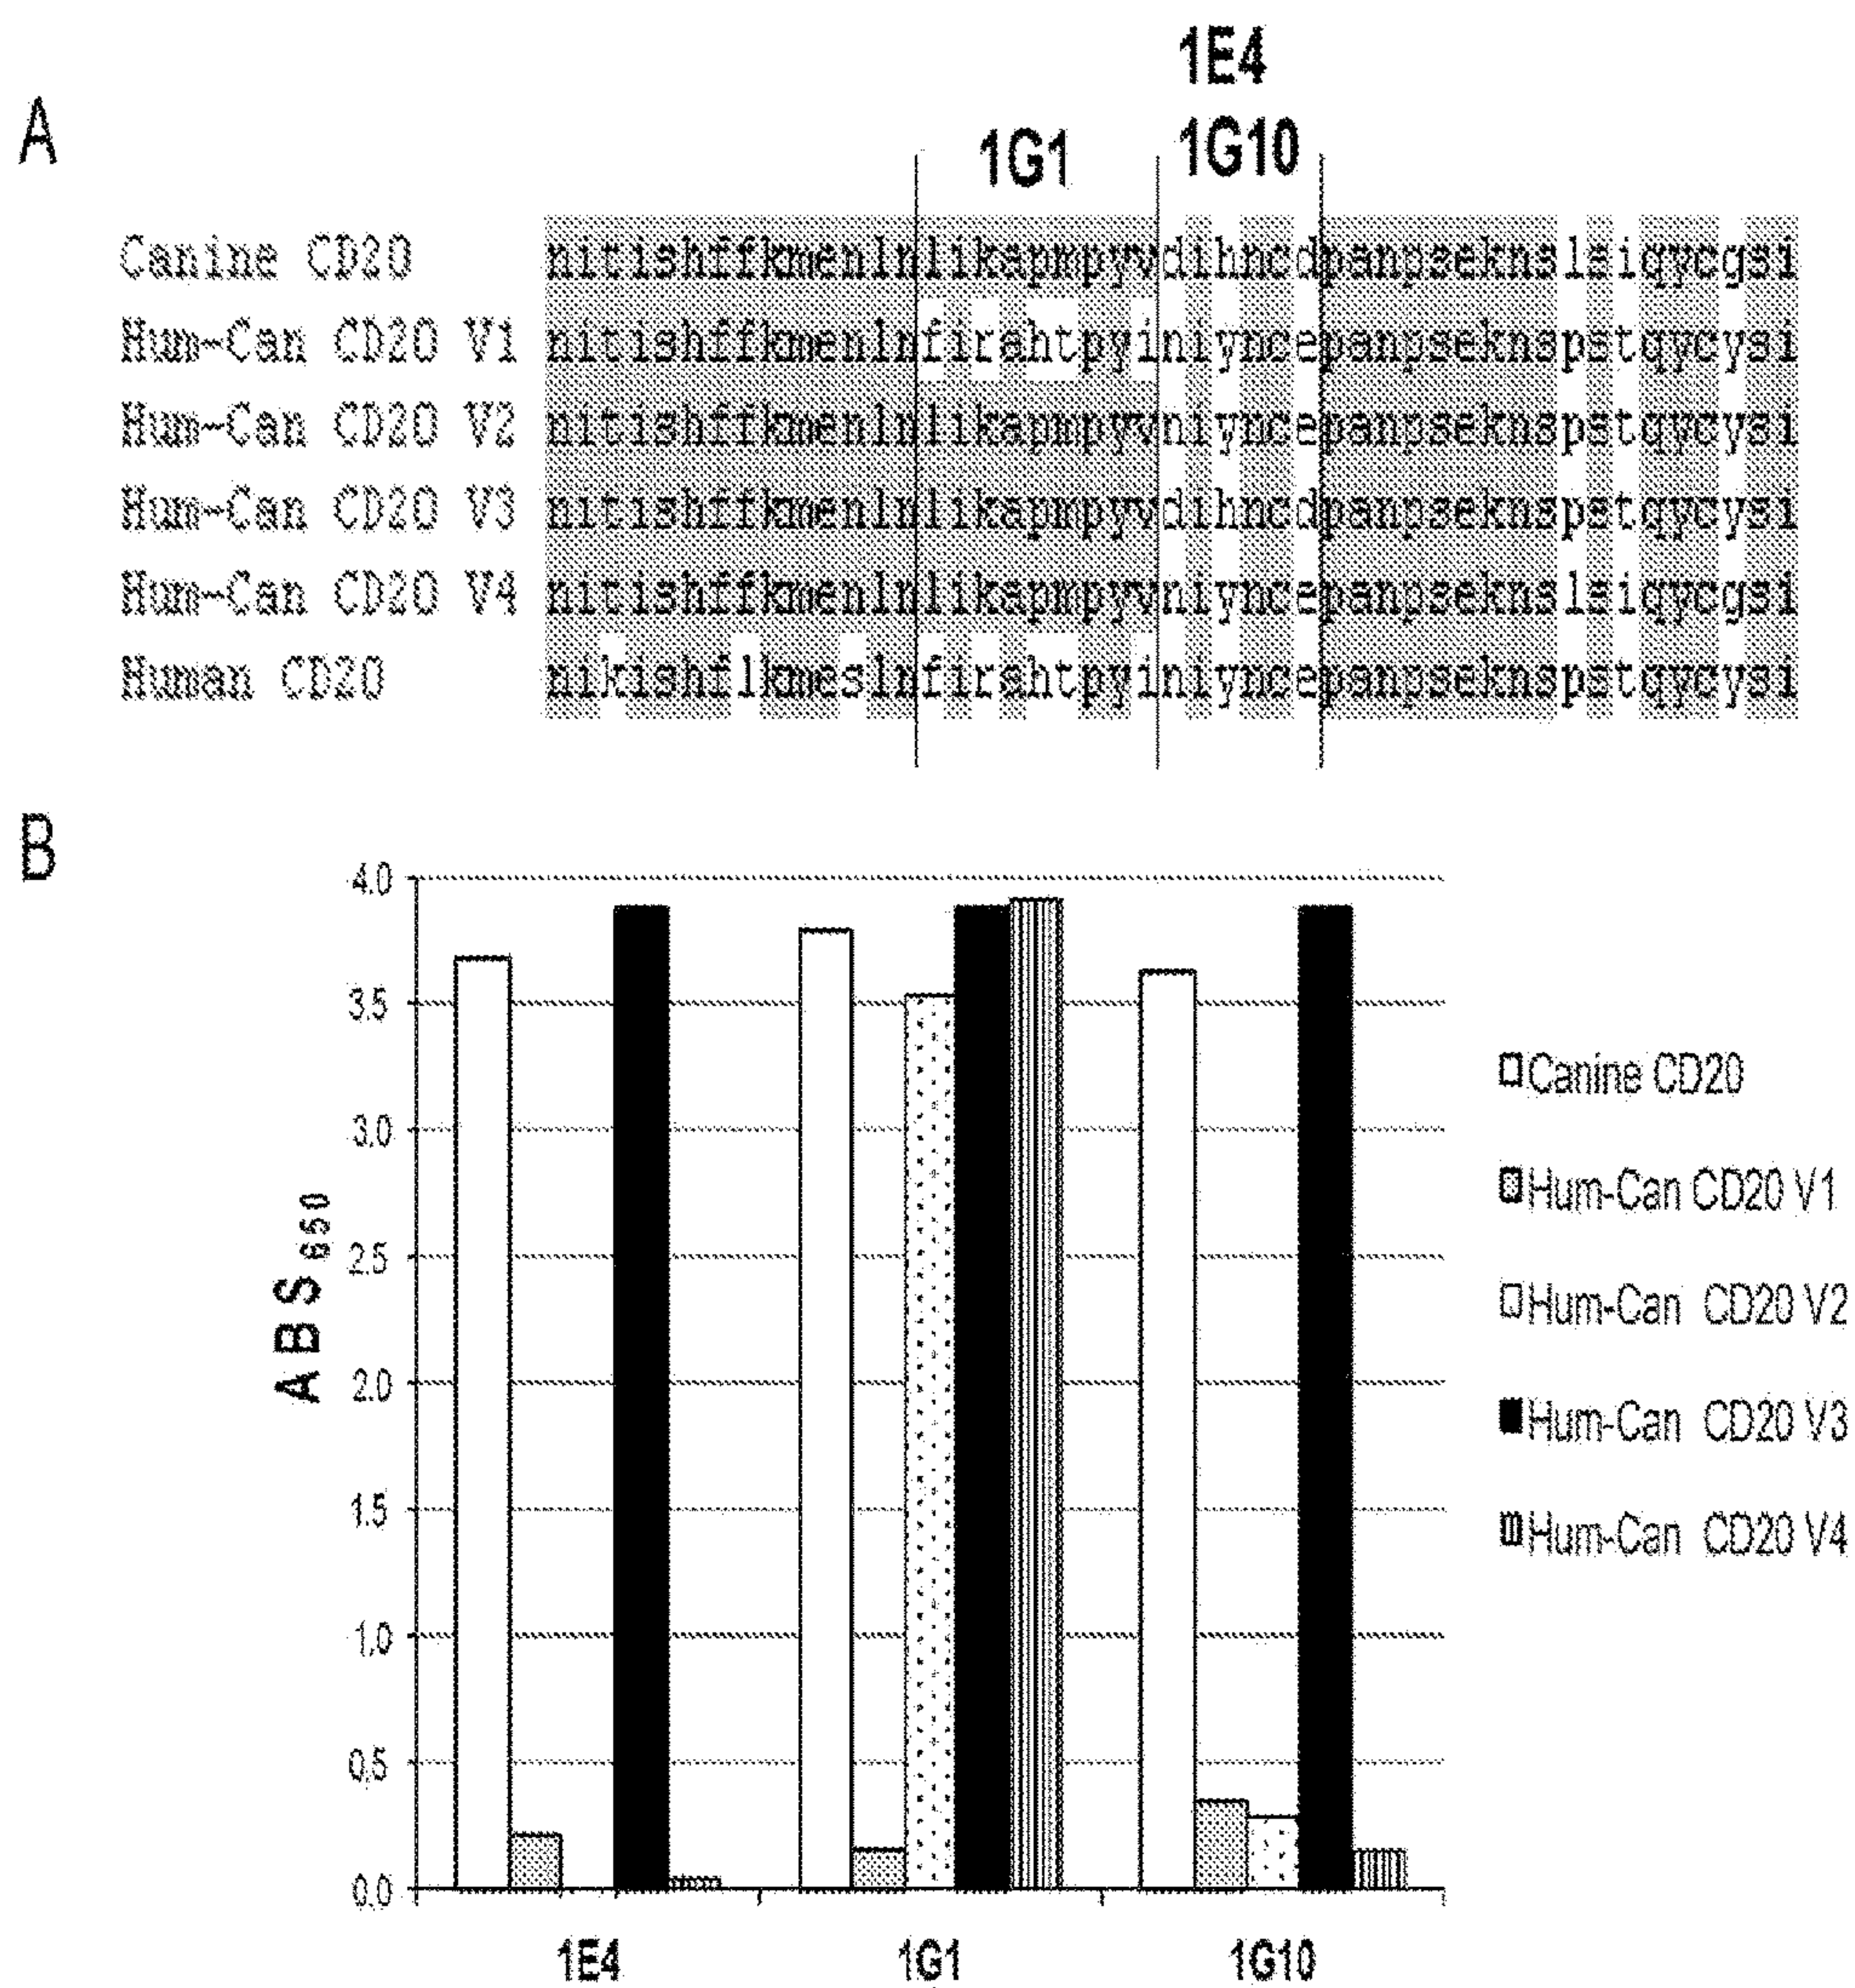 A
1E4
1G1
1G10
Canine CD20 nitishffkmenlnlikapmpyvdihncdpanpseknslsiqycgsi
Hum-Can CD20 V1 nitishffkmenlnfirahtpyiniyncepanpseknspstqycysi
Hum-Can CD20 V2 nitishffkmenlnlikapmpyvniyncepanpseknspstqycysi
Hum-Can CD20 V3 nitishffkmenlnlikapmpyvdihncdpanpseknspstqycysi
Hum-Can CD20 V4 nitishffkmenlnlikapmpyvniyncepanpseknslsiqycgsi
Human CD20 nikishflkmeslnfirahtpyiniyncepanpseknspstqycysi
B
4.0
3.5
3.0
2.5
2.0
1.5
1.0
0.5
0.0
ABS650
1E4
1G1
1G10
Canine CD20
Hum-Can CD20 V1
Hum-Can CD20 V2
Hum-Can CD20 V3
Hum-Can CD20 V4